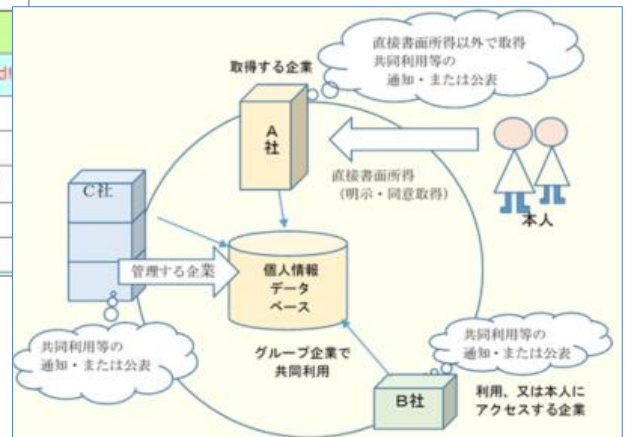 直接書面所得以外で取得
共同利用等の
通知・または公表
取得する企業
A
社
直接書面所得
（明示・同意取得）
本人
C社
管理する企業
個人情報
データ
ベース
共同利用等の
通知・または公表
グループ企業で
共同利用
共同利用等の
通知・または公表
B社
利用、又は本人に
アクセスする企業